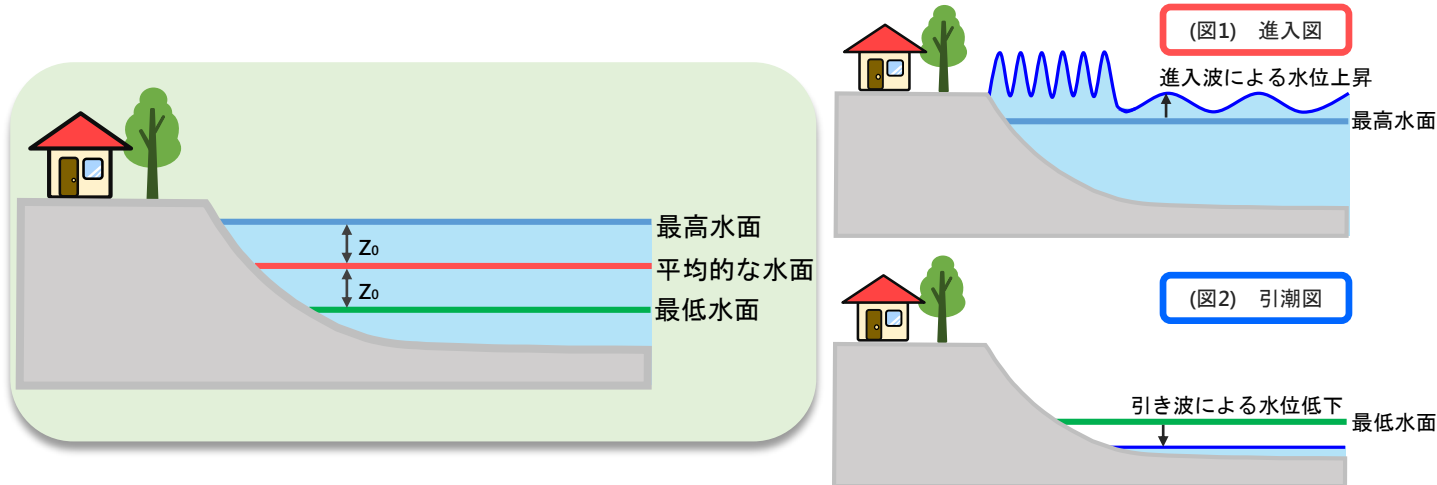 最高水面
Z₀
平均的な水面
Z₀
最低水面
(図1) 進入図
進入波による水位上昇
最高水面
(図2) 引潮図
引き波による水位低下
最低水面